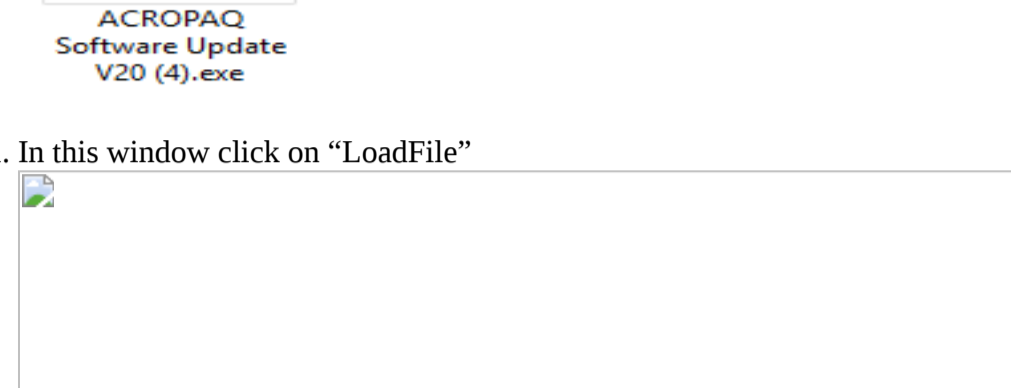 ACROPAQ
Software Update
V20 (4).exe
. In this window click on “LoadFile”